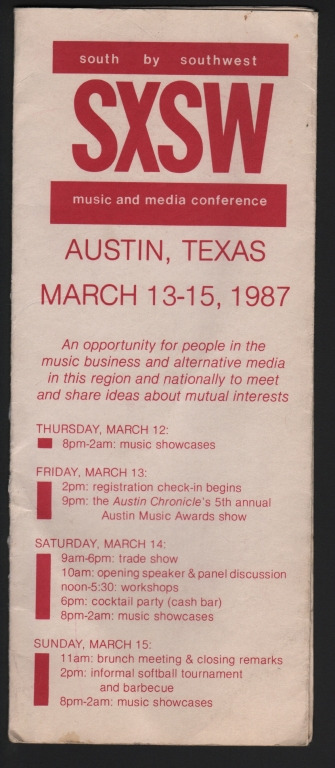 south by southwest
SXSW
music and media conference
AUSTIN, TEXAS
MARCH 13-15, 1987
An opportunity for people in the
music business and alternative media
in this region and nationally to meet
and share ideas about mutual interests
THURSDAY, MARCH 12:
8pm-2am: music showcases
FRIDAY, MARCH 13:
2pm: registration check-in begins
9pm: the Austin Chronicle's 5th annual
Austin Music Awards show
SATURDAY, MARCH 14:
9am-6pm: trade show
10am: opening speaker & panel discussion
noon-5:30: workshops
6pm: cocktail party (cash bar)
8pm-2am: music showcases
SUNDAY, MARCH 15:
11am: brunch meeting & closing remarks
2pm: informal softball tournament
and barbecue
8pm-2am: music showcases